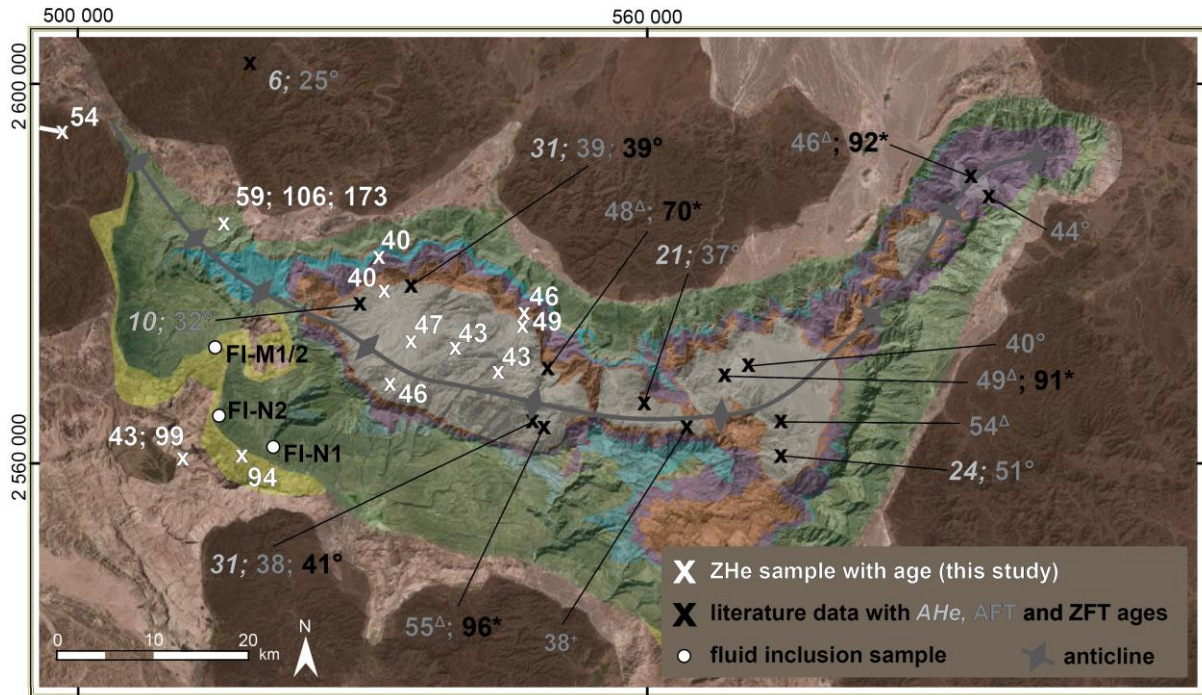 500 000
560 000
2 600 000
2 560 000
6; 25°
54
59; 106; 173
31; 39; 39°
46Δ; 92*
48Δ; 70*
44°
21; 37°
40
40
10; 32°
46
49
47
43
43
46
FI-M1/2
FI-N2
FI-N1
43; 99
94
40°
49Δ; 91*
54Δ
24; 51°
31; 38; 41°
55Δ; 96*
38⁺
X ZHe sample with age (this study)
X literature data with AHe, AFT and ZFT ages
fluid inclusion sample
anticline
0 10 20
km
N